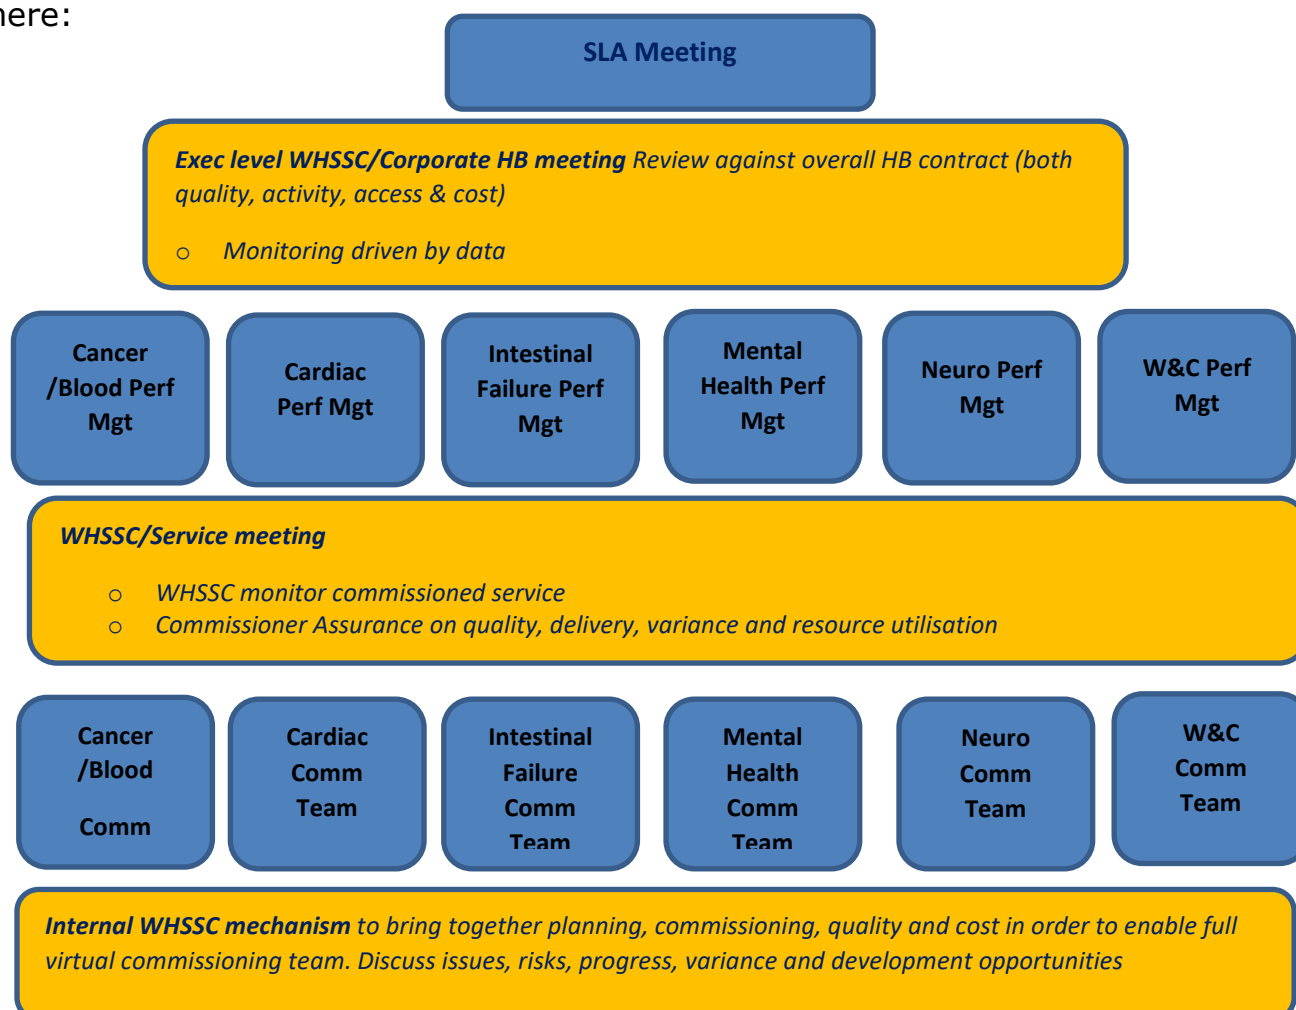 here:
SLA Meeting
Exec level WHSSC/Corporate HB meeting Review against overall HB contract (both
quality, activity, access & cost)
o Monitoring driven by data
Cancer
/Blood Perf
Mgt
Cardiac
Perf Mgt
Intestinal
Failure Perf
Mgt
Mental
Health Perf
Mgt
Neuro Perf
Mgt
W&C Perf
Mgt
WHSSC/Service meeting
o WHSSC monitor commissioned service
o Commissioner Assurance on quality, delivery, variance and resource utilisation
Cancer
/Blood
Comm
Cardiac
Comm
Team
Intestinal
Failure
Comm
Team
Mental
Health
Comm
Team
Neuro
Comm
Team
W&C
Comm
Team
Internal WHSSC mechanism to bring together planning, commissioning, quality and cost in order to enable full
virtual commissioning team. Discuss issues, risks, progress, variance and development opportunities